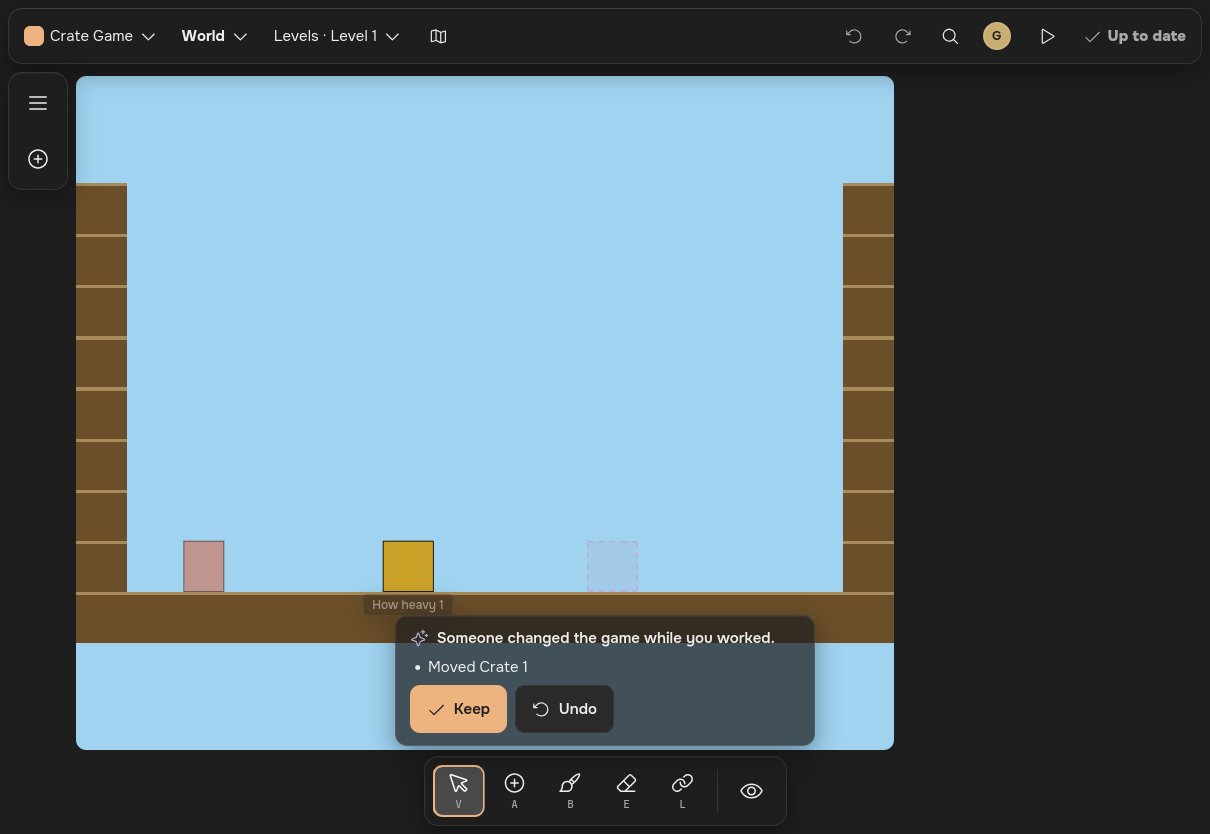 Crate Game
World
Levels · Level 1
G
Up to date
How heavy 1
Someone changed the game while you worked.
• Moved Crate 1
Keep
Undo
V
A
B
E
L